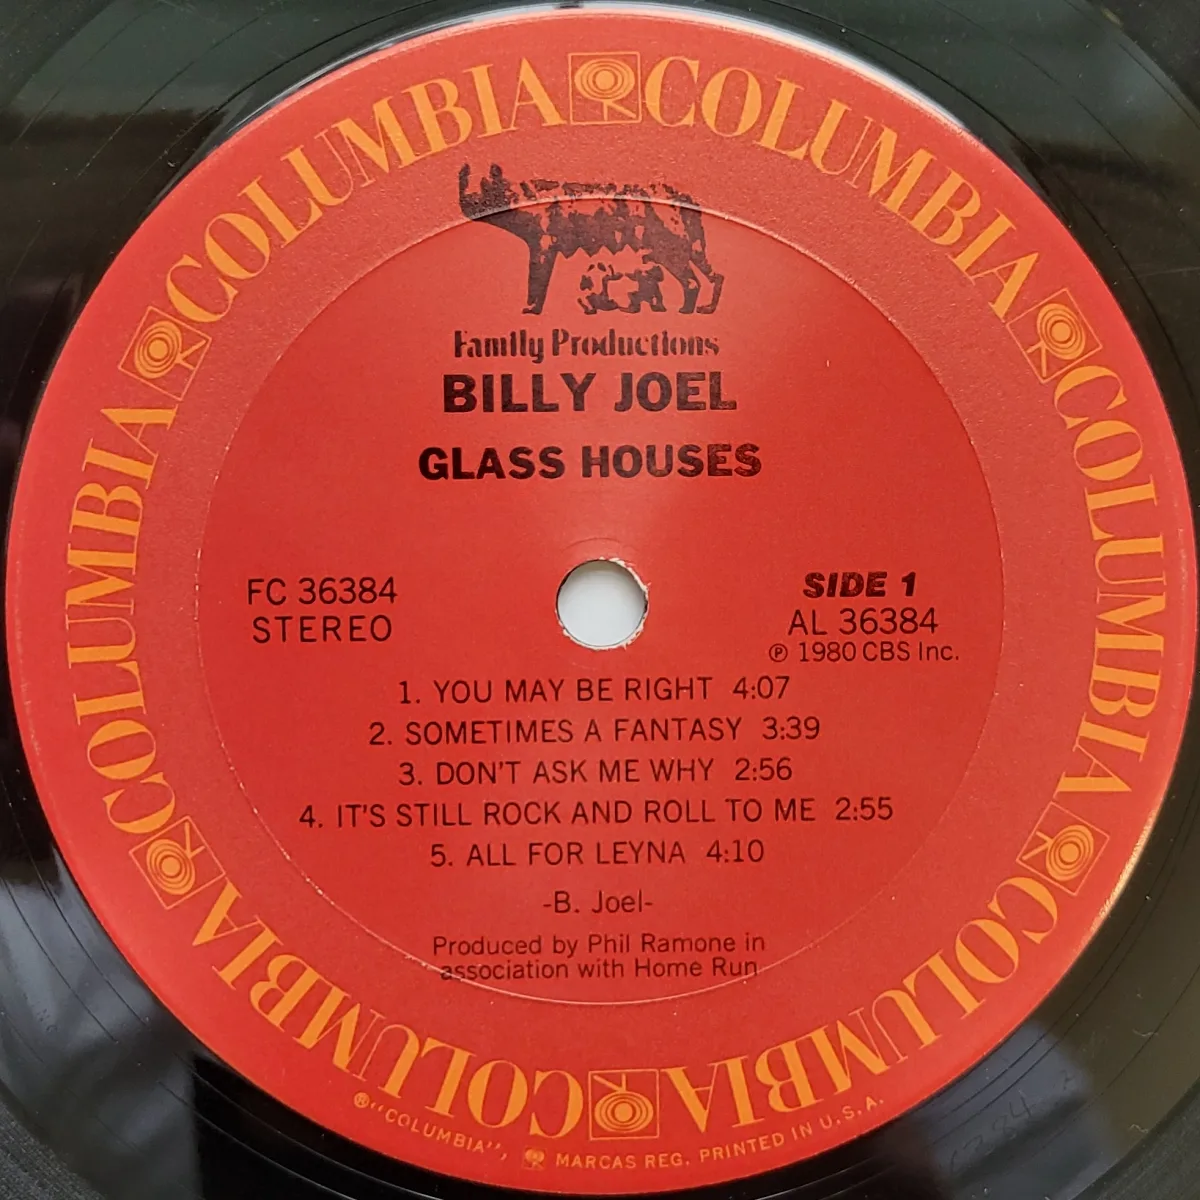 COLUMBIA COLUMBIA COLUMBIA COLUMBIA COLUMBIA COLUMBIA
Family Productions
BILLY JOEL
GLASS HOUSES
FC 36384
STEREO
SIDE 1
AL 36384
℗ 1980 CBS Inc.
1. YOU MAY BE RIGHT 4:07
2. SOMETIMES A FANTASY 3:39
3. DON'T ASK ME WHY 2:56
4. IT'S STILL ROCK AND ROLL TO ME 2:55
5. ALL FOR LEYNA 4:10
-B. Joel-
Produced by Phil Ramone in
association with Home Run
®"COLUMBIA", MARCAS REG. PRINTED IN U.S.A.